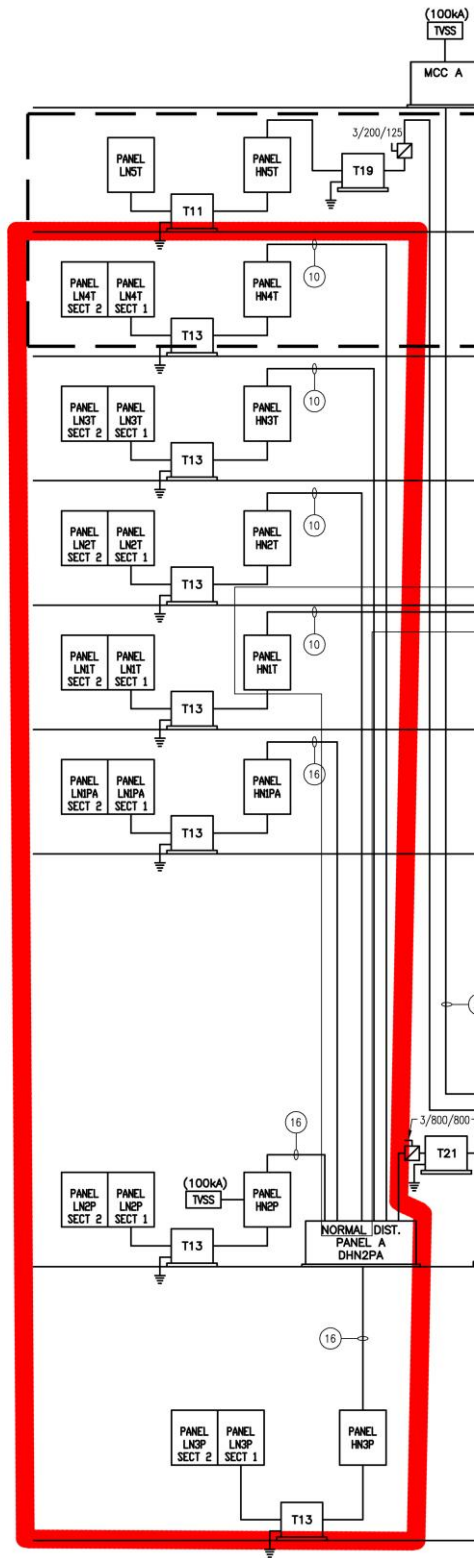 (100kA)
TVSS
MCC A
3/200/125
PANEL
LN5T
PANEL
HN5T
T19
T11
PANEL
LN4T
SECT 2
PANEL
LN4T
SECT 1
PANEL
HN4T
10
T13
PANEL
LN3T
SECT 2
PANEL
LN3T
SECT 1
PANEL
HN3T
10
T13
PANEL
LN2T
SECT 2
PANEL
LN2T
SECT 1
PANEL
HN2T
10
T13
PANEL
LN1T
SECT 2
PANEL
LN1T
SECT 1
PANEL
HN1T
10
T13
PANEL
LN1PA
SECT 2
PANEL
LN1PA
SECT 1
PANEL
HN1PA
16
T13
3/800/800
16
T21
PANEL
LN2P
SECT 2
PANEL
LN2P
SECT 1
(100kA)
TVSS
PANEL
HN2P
T13
NORMAL DIST.
PANEL A
DHN2PA
16
PANEL
LN3P
SECT 2
PANEL
LN3P
SECT 1
PANEL
HN3P
T13